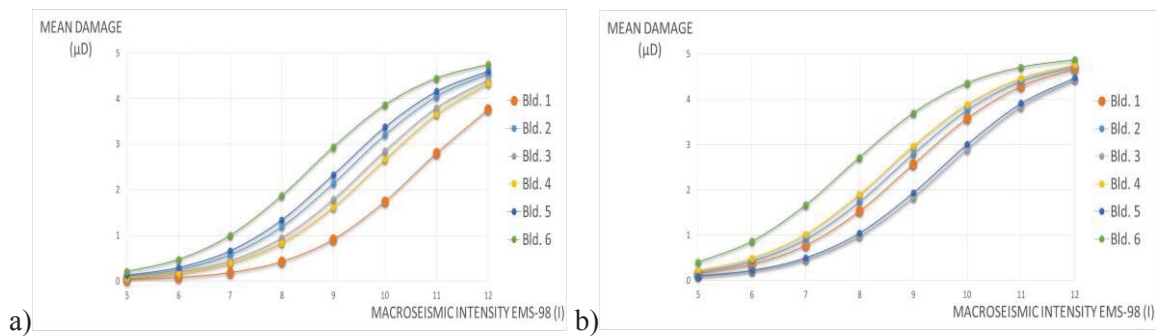 MEAN DAMAGE
(μD)
5
4
3
2
1
0
5 6 7 8 9 10 11 12
MACROSEISMIC INTENSITY EMS-98 (I)
Bld. 1
Bld. 2
Bld. 3
Bld. 4
Bld. 5
Bld. 6
a)
MEAN DAMAGE
(μD)
5
4
3
2
1
0
5 6 7 8 9 10 11 12
MACROSEISMIC INTENSITY EMS-98 (I)
Bld. 1
Bld. 2
Bld. 3
Bld. 4
Bld. 5
Bld. 6
b)